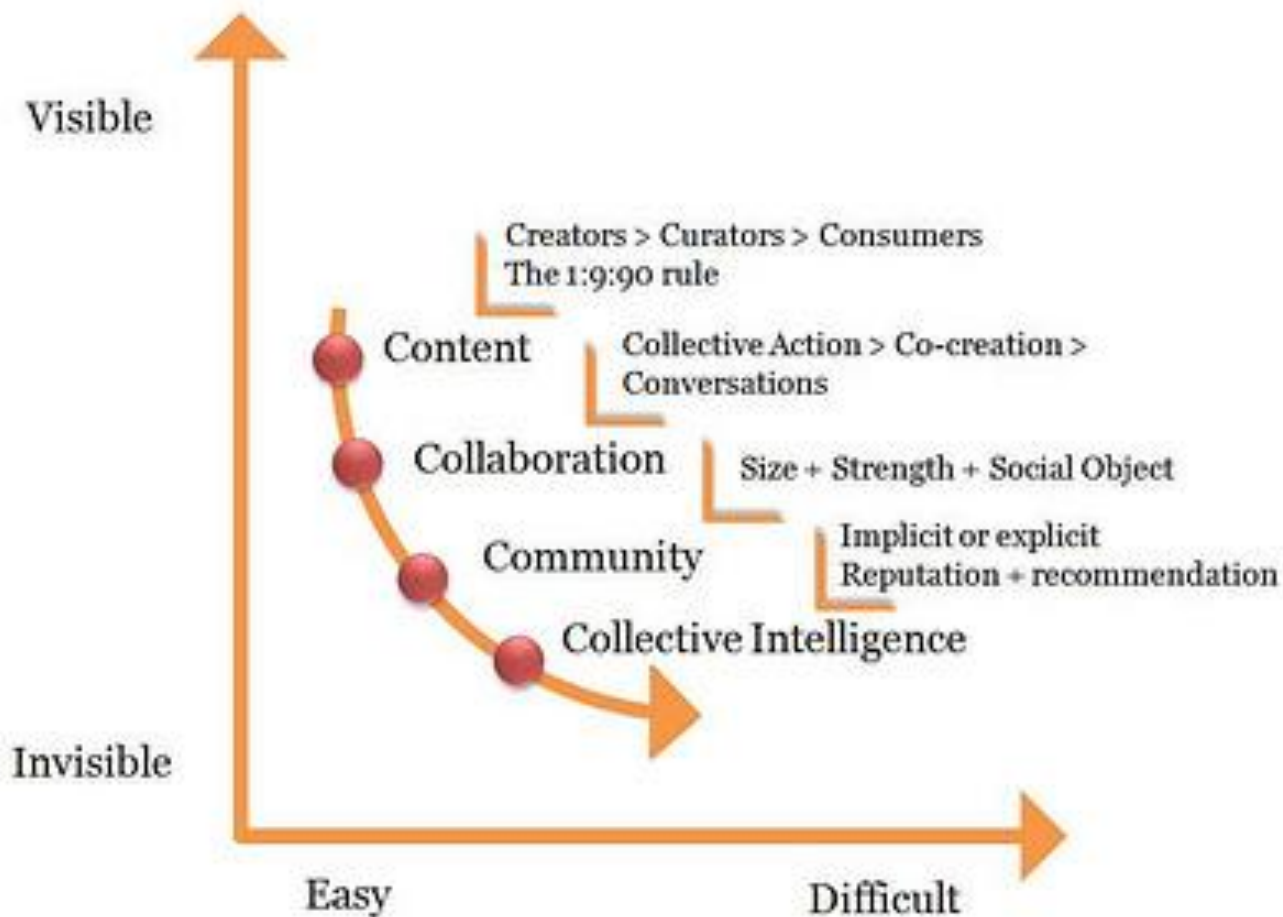 Visible
Creators > Curators > Consumers
The 1:9:90 rule
Content
Collective Action > Co-creation >
Conversations
Collaboration
Size + Strength + Social Object
Community
Implicit or explicit
Reputation + recommendation
Collective Intelligence
Invisible
Easy
Difficult